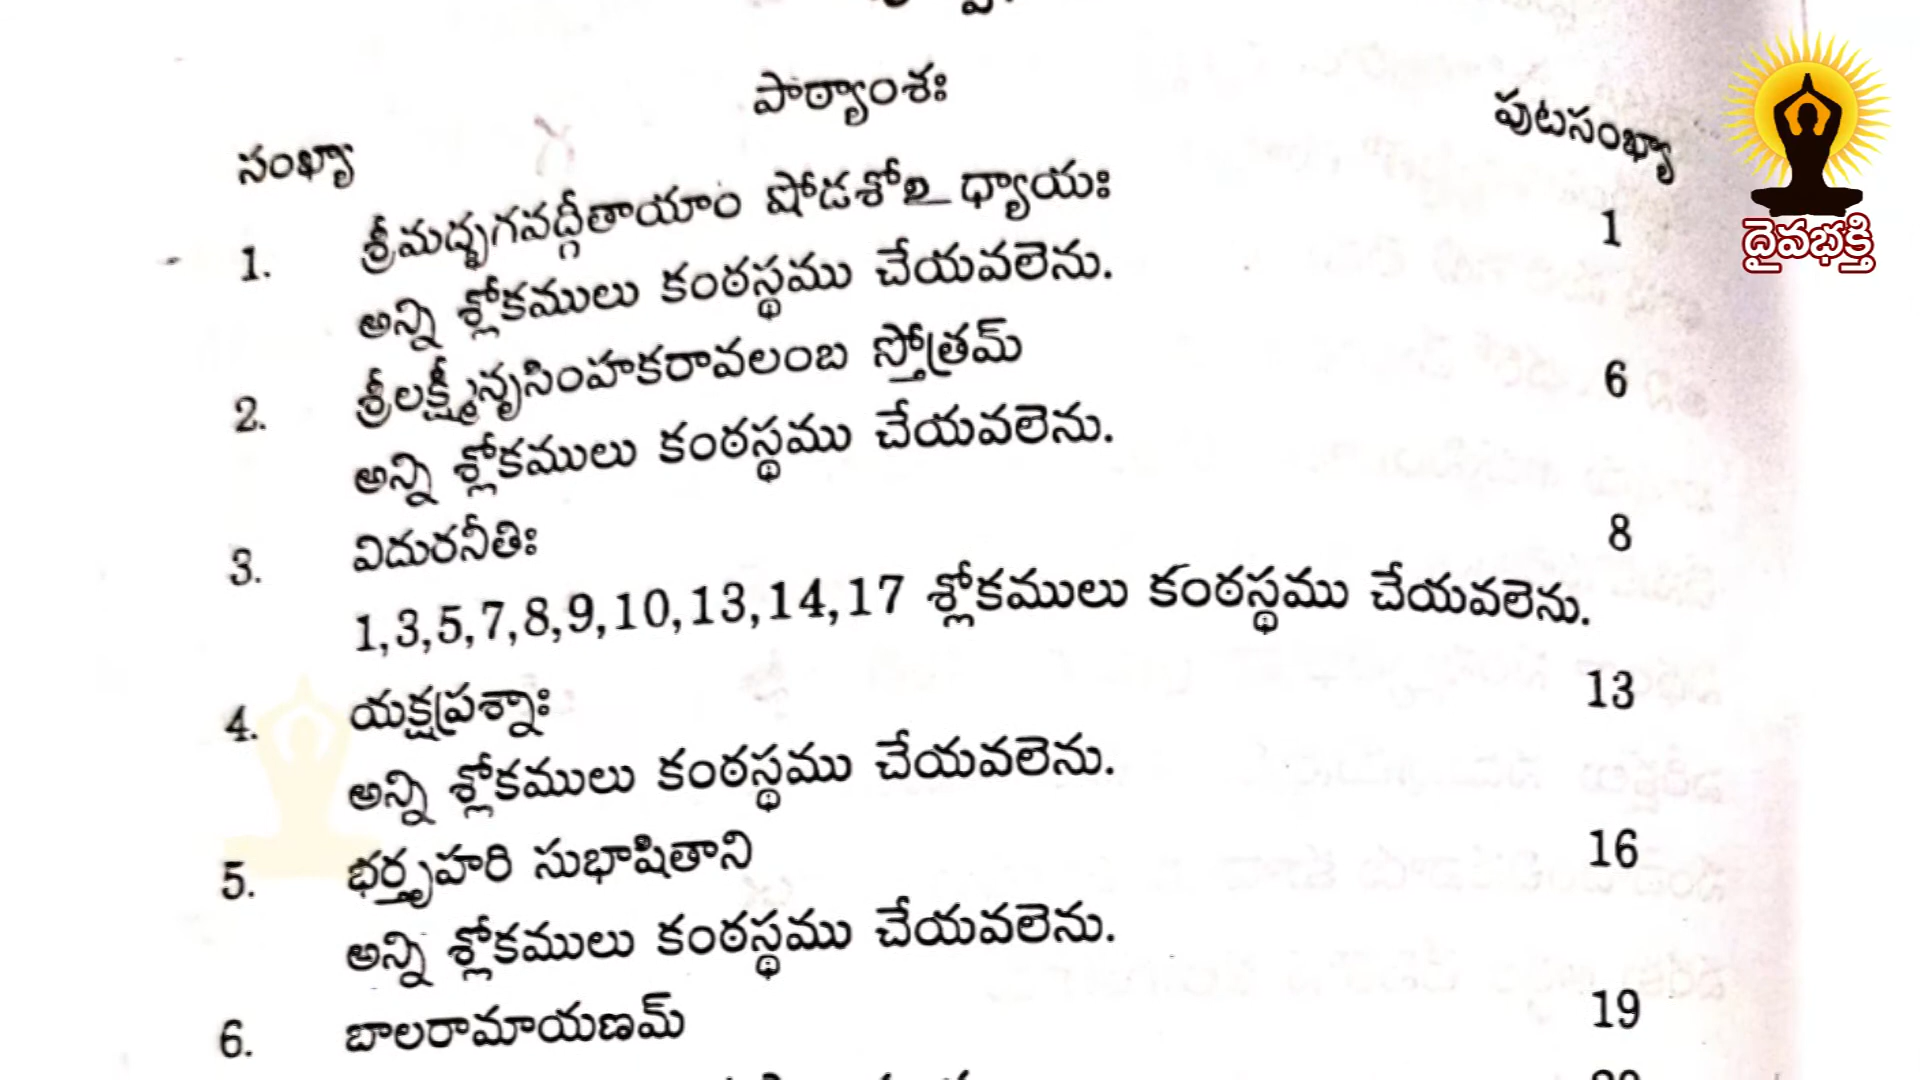 పాఠ్యాంశః
సంఖ్యా పుటసంఖ్యా
1. శ్రీమద్భగవద్గీతాయాం షోడశోఽ ధ్యాయః 1
అన్ని శ్లోకములు కంఠస్థము చేయవలెను.
2. శ్రీలక్ష్మీనృసింహకరావలంబ స్తోత్రమ్ 6
అన్ని శ్లోకములు కంఠస్థము చేయవలెను.
3. విదురనీతిః 8
1,3,5,7,8,9,10,13,14,17 శ్లోకములు కంఠస్థము చేయవలెను.
4. యక్షప్రశ్నాః 13
అన్ని శ్లోకములు కంఠస్థము చేయవలెను.
5. భర్తృహరి సుభాషితాని 16
అన్ని శ్లోకములు కంఠస్థము చేయవలెను.
6. బాలరామాయణమ్ 19
దైవభక్తి